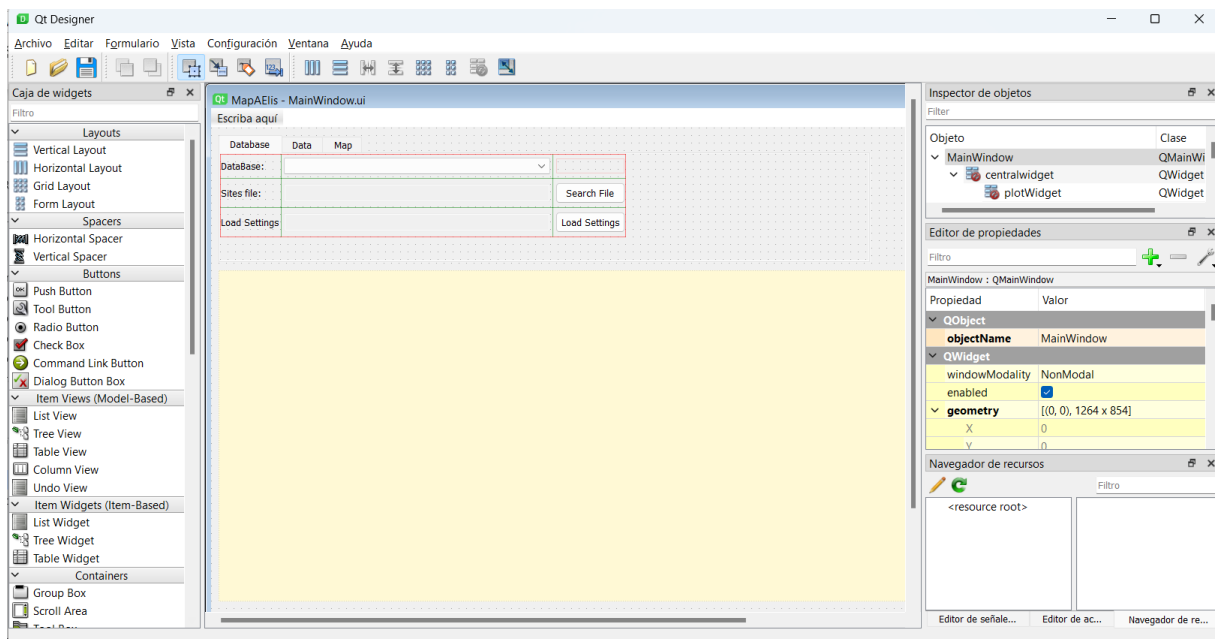 Qt Designer
Archivo Editar Formulario Vista Configuración Ventana Ayuda
Caja de widgets
Filtro
Layouts
Vertical Layout
Horizontal Layout
Grid Layout
Form Layout
Spacers
Horizontal Spacer
Vertical Spacer
Buttons
Push Button
Tool Button
Radio Button
Check Box
Command Link Button
Dialog Button Box
Item Views (Model-Based)
List View
Tree View
Table View
Column View
Undo View
Item Widgets (Item-Based)
List Widget
Tree Widget
Table Widget
Containers
Group Box
Scroll Area
MapAElis - MainWindow.ui
Escriba aquí
Database Data Map
DataBase:
Sites file: Search File
Load Settings Load Settings
Inspector de objetos
Filter
Objeto Clase
MainWindow QMainWi
centralwidget QWidget
plotWidget QWidget
Editor de propiedades
Filtro
MainWindow : QMainWindow
Propiedad Valor
QObject
objectName MainWindow
QWidget
windowModality NonModal
enabled
geometry [(0, 0), 1264 x 854]
X 0
Y 0
Navegador de recursos
Filtro
<resource root>
Editor de señale... Editor de ac... Navegador de re...